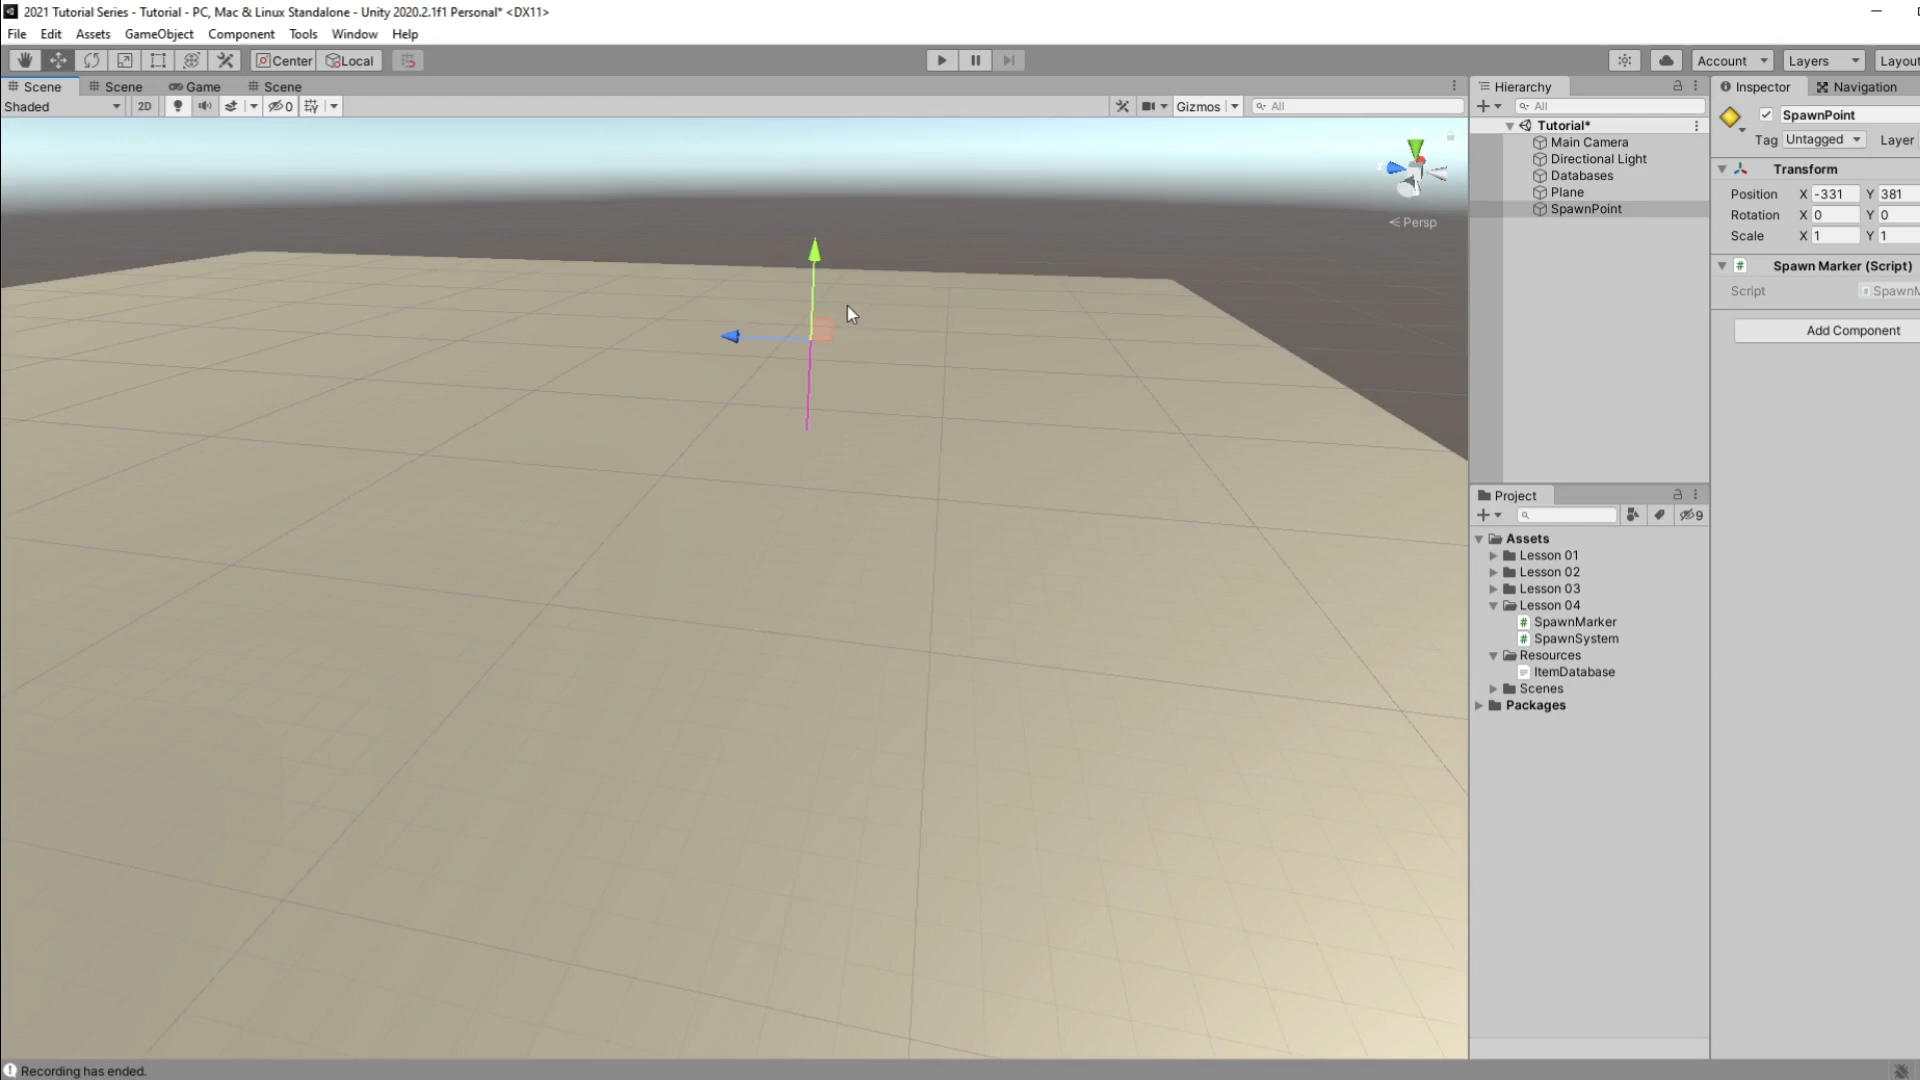 2021 Tutorial Series - Tutorial - PC, Mac & Linux Standalone - Unity 2020.2.1f1 Personal* <DX11>
File Edit Assets GameObject Component Tools Window Help
Center Local Account Layers Layout
Scene Scene Game Scene
Shaded 2D 0 Gizmos All
Persp
Hierarchy
All
Tutorial*
Main Camera
Directional Light
Databases
Plane
SpawnPoint
Project
9
Assets
Lesson 01
Lesson 02
Lesson 03
Lesson 04
SpawnMarker
SpawnSystem
Resources
ItemDatabase
Scenes
Packages
Inspector Navigation
SpawnPoint
Tag Untagged Layer
Transform
Position X -331 Y 381
Rotation X 0 Y 0
Scale X 1 Y 1
Spawn Marker (Script)
Script SpawnM
Add Component
Recording has ended.